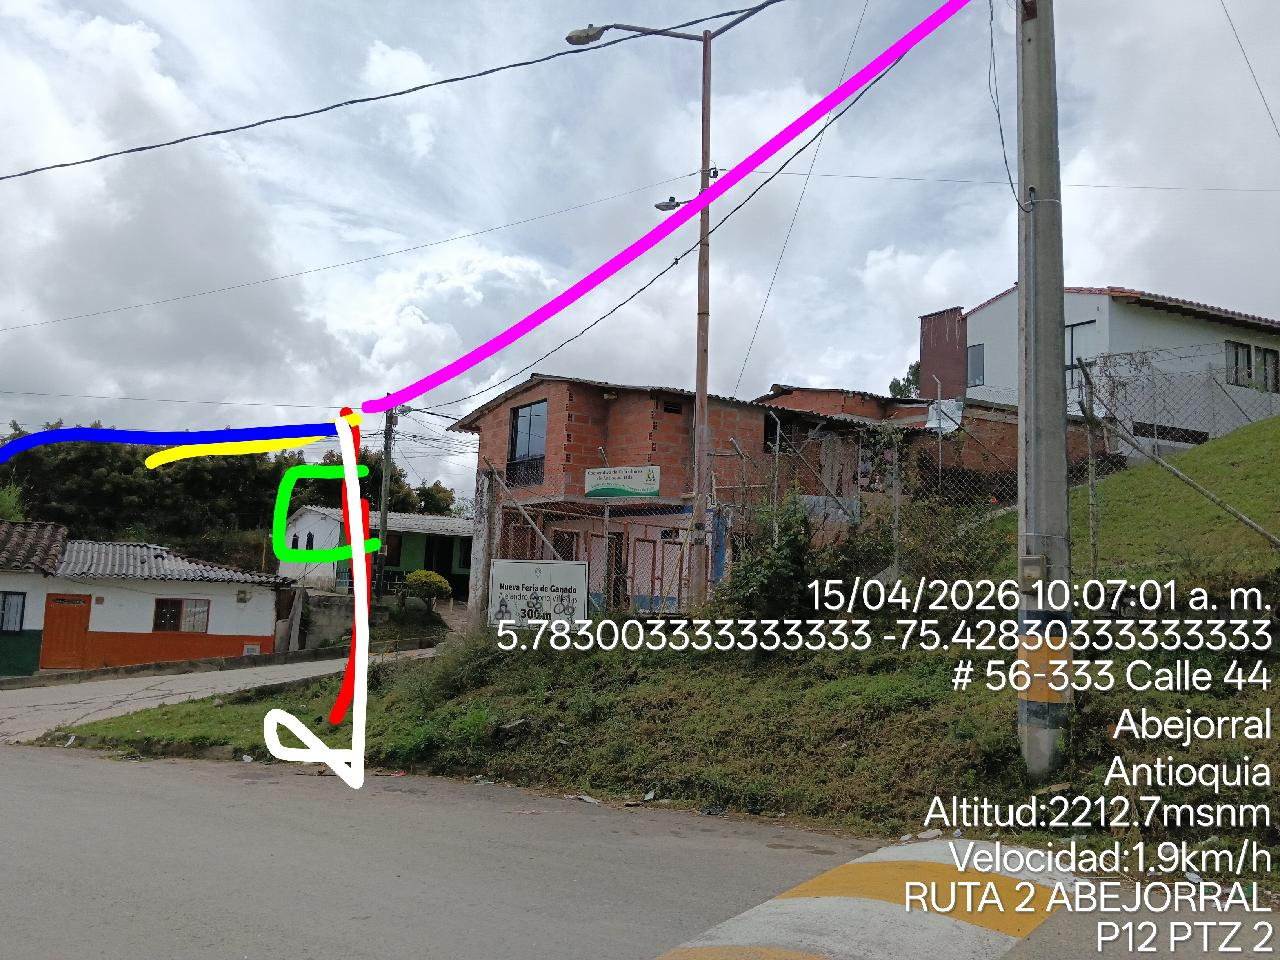 Nueva Feria de Ganado
300 m
15/04/2026 10:07:01 a. m.
5.783003333333333 -75.42830333333333
# 56-333 Calle 44
Abejorral
Antioquia
Altitud:2212.7msnm
Velocidad:1.9km/h
RUTA 2 ABEJORRAL
P12 PTZ 2